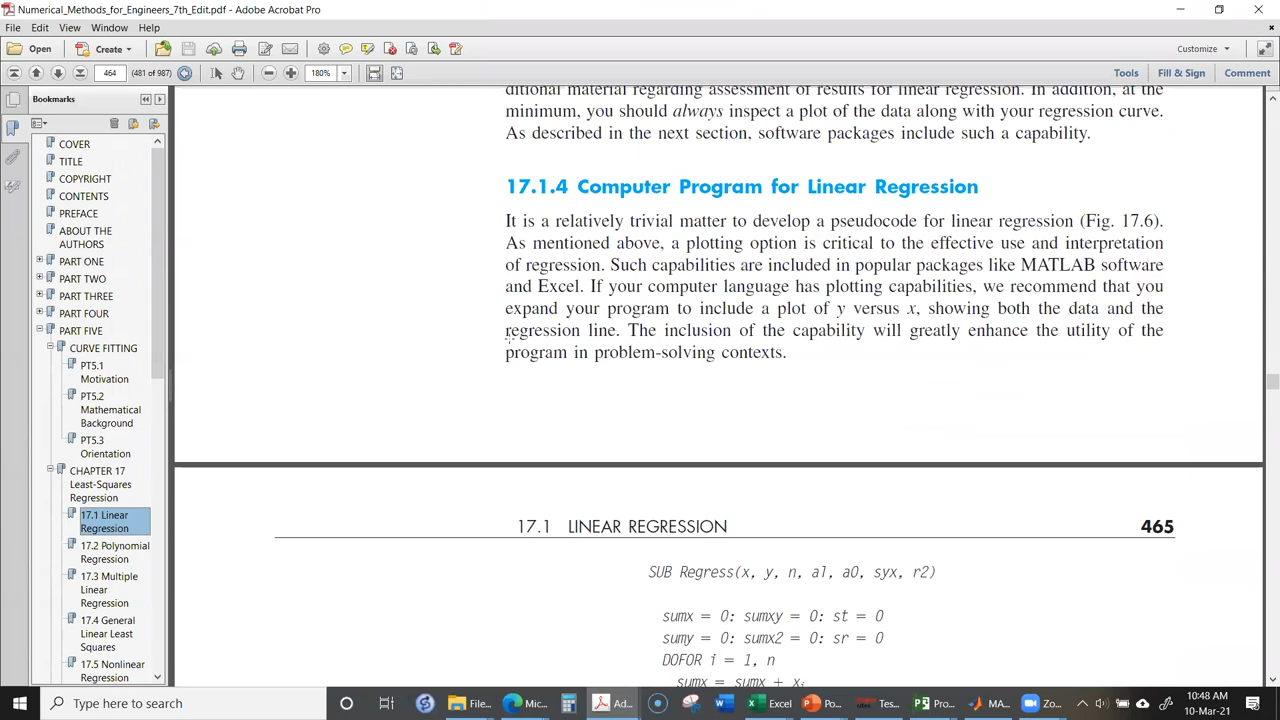 Numerical_Methods_for_Engineers_7th_Edit.pdf - Adobe Acrobat Pro
File Edit View Window Help
Open Create Customize
464 (481 of 987) 180% Tools Fill & Sign Comment
Bookmarks
COVER
TITLE
COPYRIGHT
CONTENTS
PREFACE
ABOUT THE
AUTHORS
PART ONE
PART TWO
PART THREE
PART FOUR
PART FIVE
CURVE FITTING
PT5.1
Motivation
PT5.2
Mathematical
Background
PT5.3
Orientation
CHAPTER 17
Least-Squares
Regression
17.1 Linear
Regression
17.2 Polynomial
Regression
17.3 Multiple
Linear
Regression
17.4 General
Linear Least
Squares
17.5 Nonlinear
Regression
ditional material regarding assessment of results for linear regression. In addition, at the
minimum, you should always inspect a plot of the data along with your regression curve.
As described in the next section, software packages include such a capability.
17.1.4 Computer Program for Linear Regression
It is a relatively trivial matter to develop a pseudocode for linear regression (Fig. 17.6).
As mentioned above, a plotting option is critical to the effective use and interpretation
of regression. Such capabilities are included in popular packages like MATLAB software
and Excel. If your computer language has plotting capabilities, we recommend that you
expand your program to include a plot of y versus x, showing both the data and the
regression line. The inclusion of the capability will greatly enhance the utility of the
program in problem-solving contexts.
17.1 LINEAR REGRESSION 465
SUB Regress(x, y, n, a1, a0, syx, r2)
sumx = 0: sumxy = 0: st = 0
sumy = 0: sumx2 = 0: sr = 0
DOFOR i = 1, n
sumx = sumx + xi
Type here to search File... Mic... Ad... Excel Po... Tes... Pro... MA... Zo... 10:48 AM
10-Mar-21